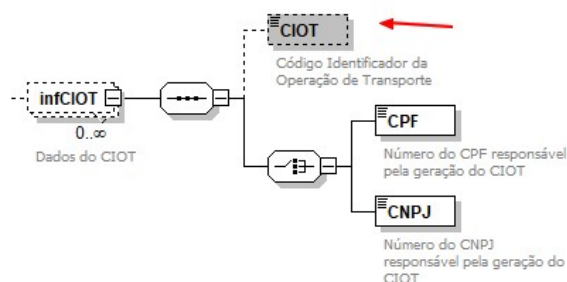 CIOT
Código Identificador da
Operação de Transporte
infCIOT
0..∞
Dados do CIOT
CPF
Número do CPF responsável
pela geração do CIOT
CNPJ
Número do CNPJ
responsável pela geração do
CIOT